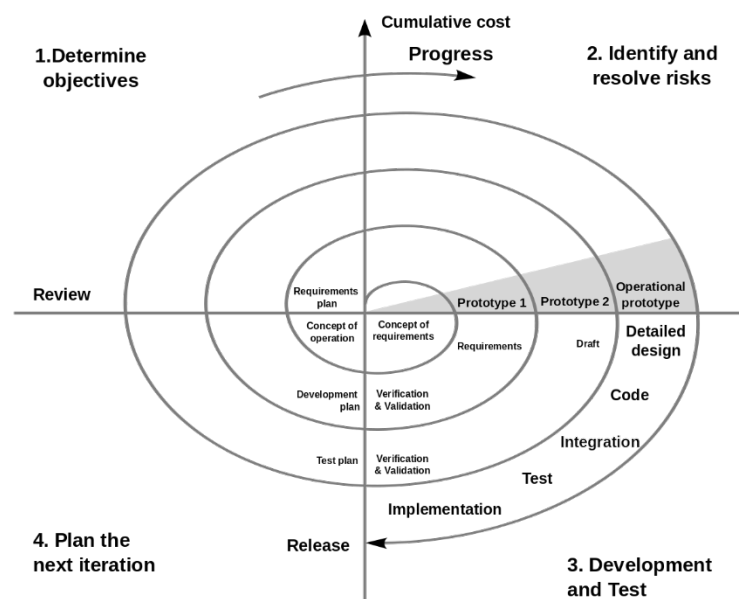 Cumulative cost
Progress
1.Determine
objectives
2. Identify and
resolve risks
Review
Requirements
plan
Prototype 1
Prototype 2
Operational
prototype
Concept of
operation
Concept of
requirements
Requirements
Draft
Detailed
design
Development
plan
Verification
& Validation
Code
Integration
Test plan
Verification
& Validation
Test
Implementation
Release
4. Plan the
next iteration
3. Development
and Test